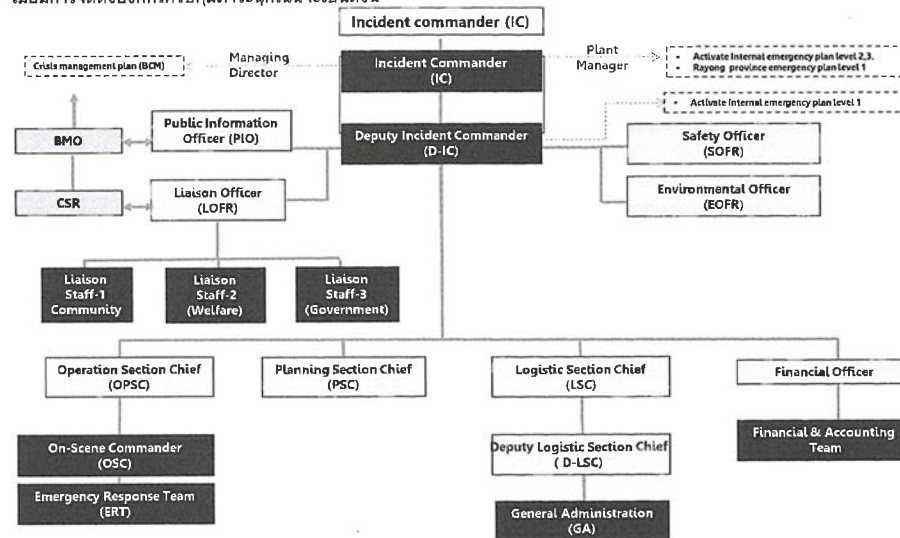 Incident commander (IC)
Crisis management plan (BCM)
Managing
Director
Incident Commander
(IC)
Plant
Manager
• Activate Internal emergency plan level 2,3.
• Rayong province emergency plan level 1
• Activate Internal emergency plan level 1
BMO
Public Information
Officer (PIO)
Deputy Incident Commander
(D-IC)
Safety Officer
(SOFR)
CSR
Liaison Officer
(LOFR)
Environmental Officer
(EOFR)
Liaison
Staff-1
Community
Liaison
Staff-2
(Welfare)
Liaison
Staff-3
(Government)
Operation Section Chief
(OPSC)
Planning Section Chief
(PSC)
Logistic Section Chief
(LSC)
Financial Officer
On-Scene Commander
(OSC)
Deputy Logistic Section Chief
( D-LSC)
Financial & Accounting
Team
Emergency Response Team
(ERT)
General Administration
(GA)